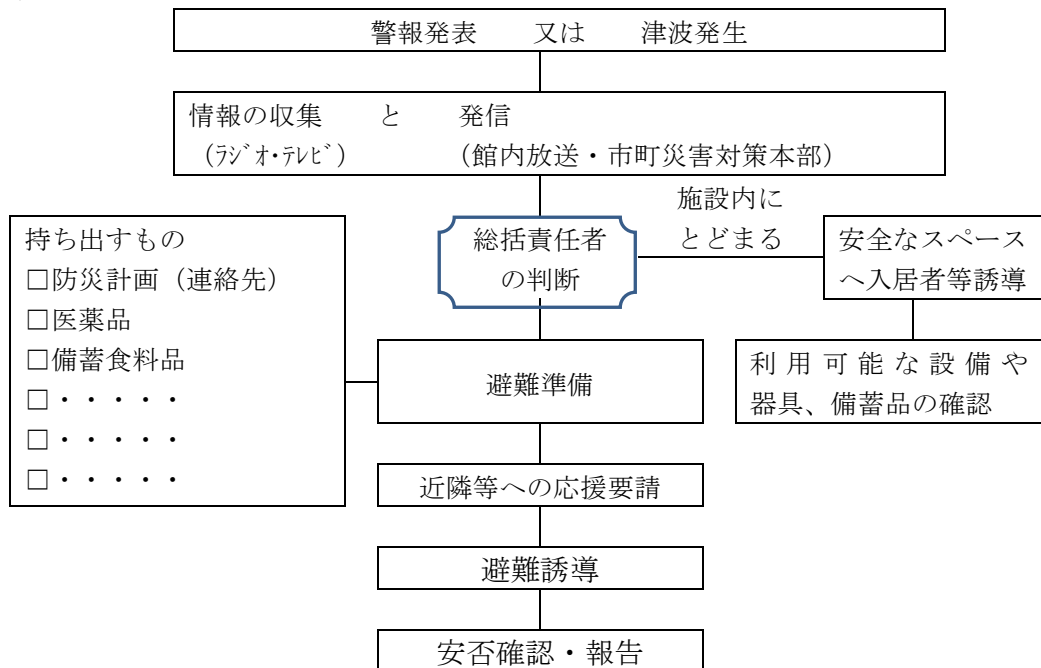 警報発表　又は　津波発生
情報の収集　と　発信
（ﾗｼﾞｵ・ﾃﾚﾋﾞ）　（館内放送・市町災害対策本部）
施設内に
とどまる
総括責任者
の判断
安全なスペース
へ入居者等誘導
利用可能な設備や
器具、備蓄品の確認
持ち出すもの
□防災計画（連絡先）
□医薬品
□備蓄食料品
□・・・・・
□・・・・・
□・・・・・
避難準備
近隣等への応援要請
避難誘導
安否確認・報告